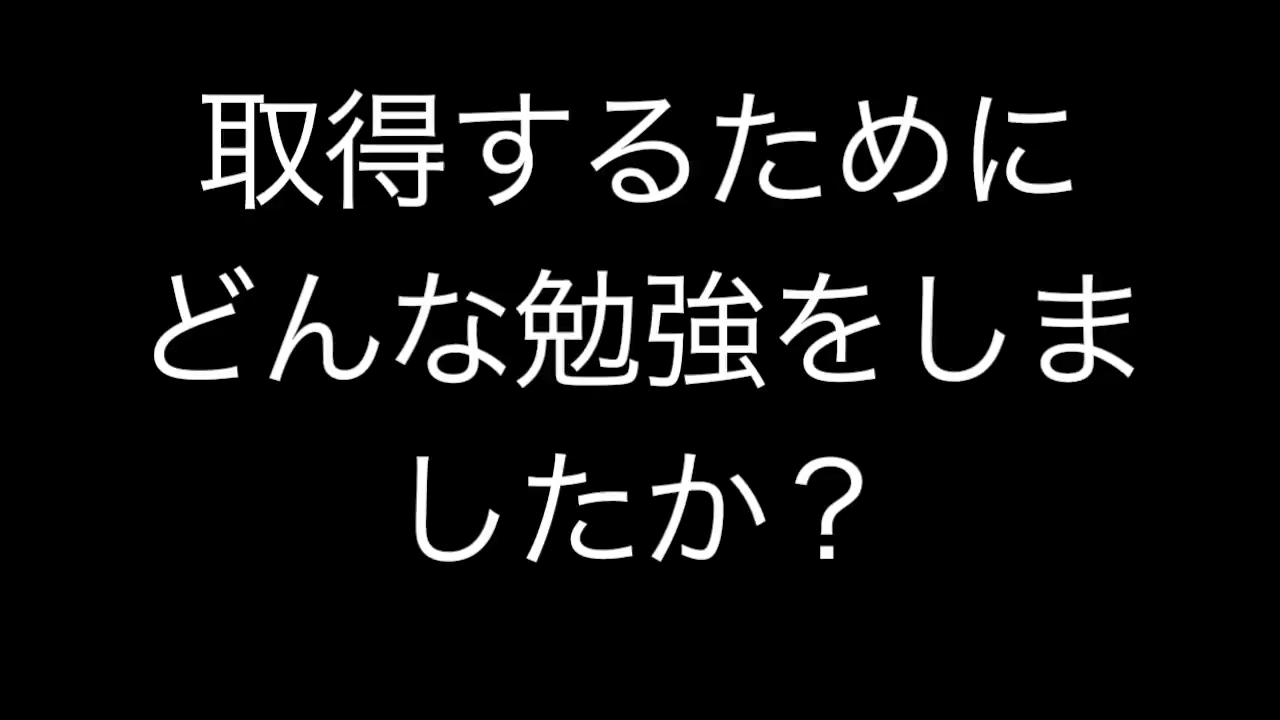 取得するために
どんな勉強をしま
したか？